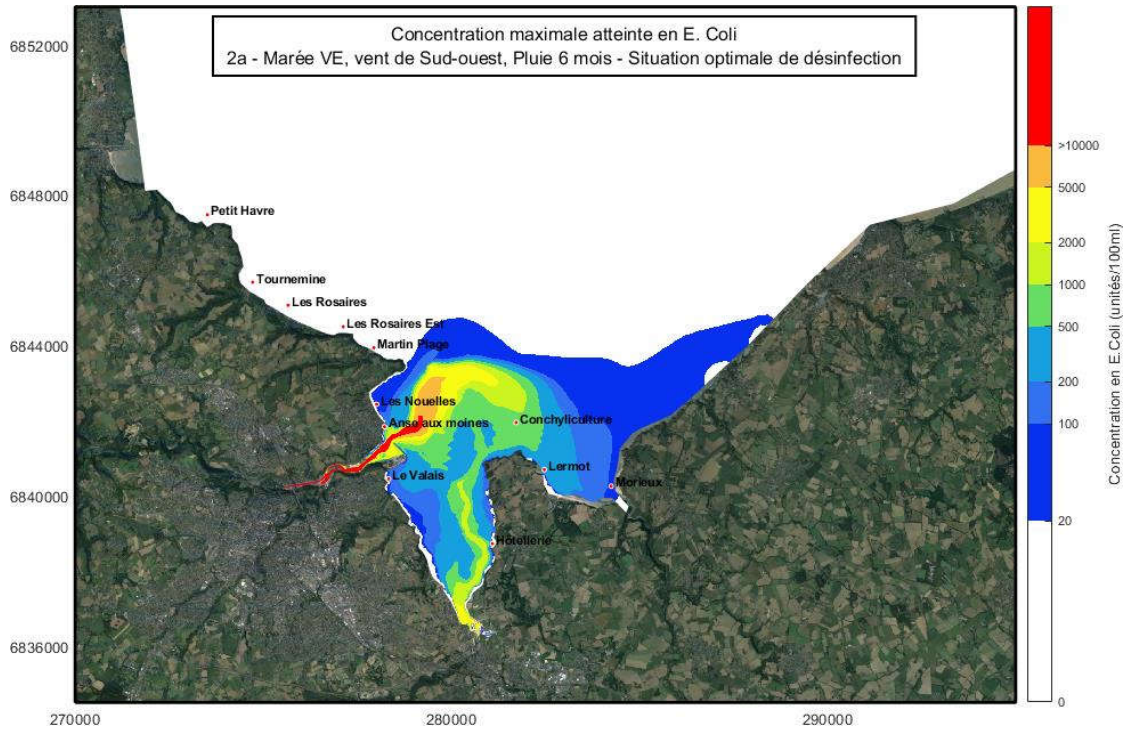 Concentration maximale atteinte en E. Coli
2a - Marée VE, vent de Sud-ouest, Pluie 6 mois - Situation optimale de désinfection
6852000
6848000
6844000
6840000
6836000
270000
280000
290000
Petit Havre
Tournemine
Les Rosaires
Les Rosaires Est
Martin Plage
Les Nouelles
Anse aux moines
Conchyliculture
Le Valais
Lermot
Morieux
Hotellerie
>10000
5000
2000
1000
500
200
100
20
0
Concentration en E.Coli (unités/100ml)